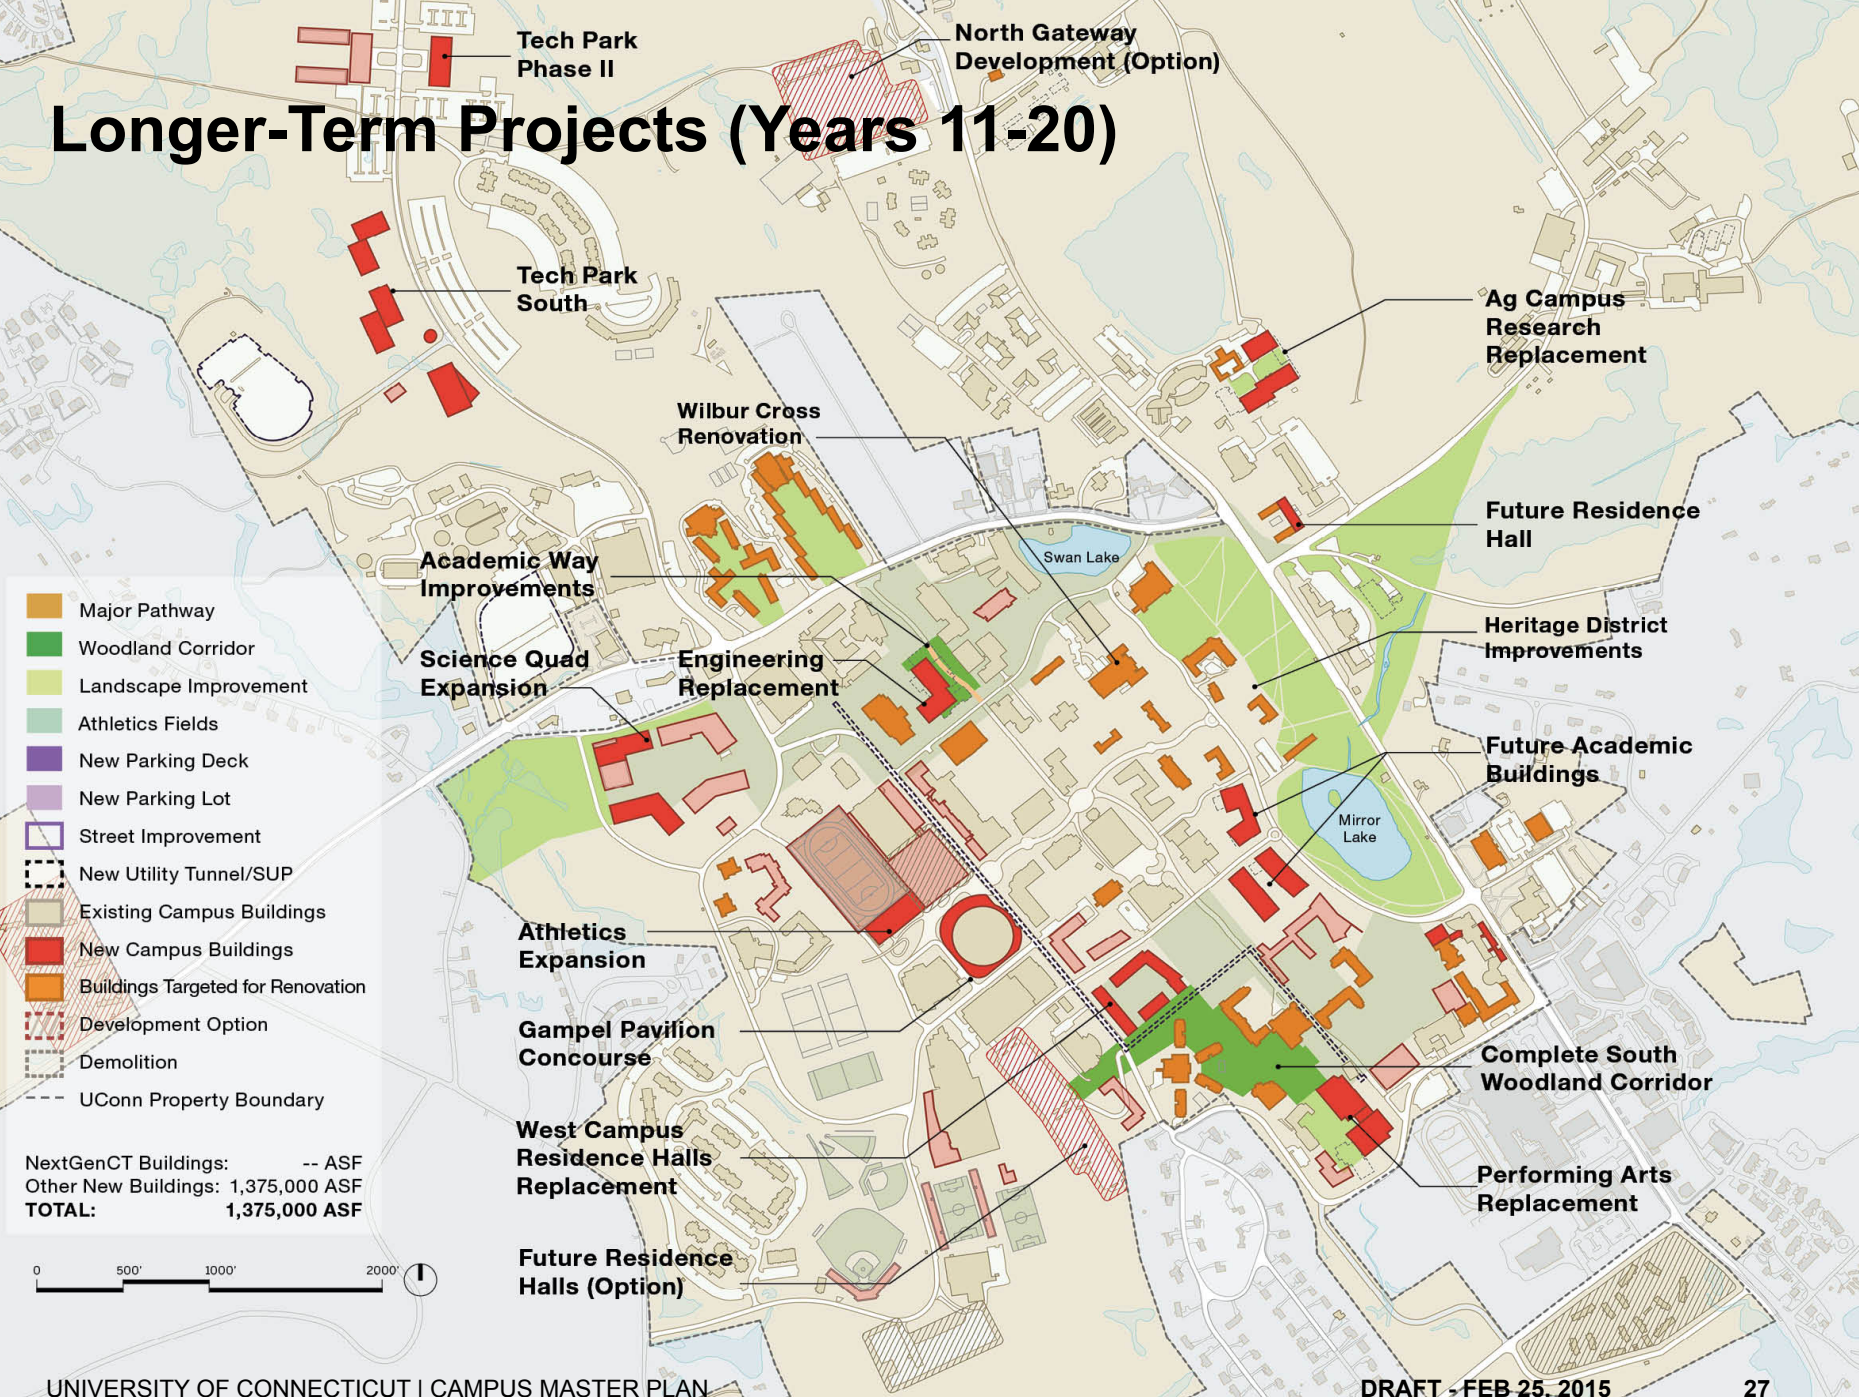 Tech Park
Phase II
North Gateway
Development (Option)
Longer-Term Projects (Years 11-20)
Tech Park
South
Ag Campus
Research
Replacement
Wilbur Cross
Renovation
Future Residence
Hall
Swan Lake
Academic Way
Improvements
Heritage District
Improvements
Science Quad
Expansion
Engineering
Replacement
Future Academic
Buildings
Mirror
Lake
Athletics
Expansion
Gampel Pavilion
Concourse
Complete South
Woodland Corridor
West Campus
Residence Halls
Replacement
Performing Arts
Replacement
Future Residence
Halls (Option)
Major Pathway
Woodland Corridor
Landscape Improvement
Athletics Fields
New Parking Deck
New Parking Lot
Street Improvement
New Utility Tunnel/SUP
Existing Campus Buildings
New Campus Buildings
Buildings Targeted for Renovation
Development Option
Demolition
UConn Property Boundary
NextGenCT Buildings: -- ASF
Other New Buildings: 1,375,000 ASF
TOTAL: 1,375,000 ASF
0 500' 1000' 2000'
UNIVERSITY OF CONNECTICUT | CAMPUS MASTER PLAN
DRAFT - FEB 25, 2015 27